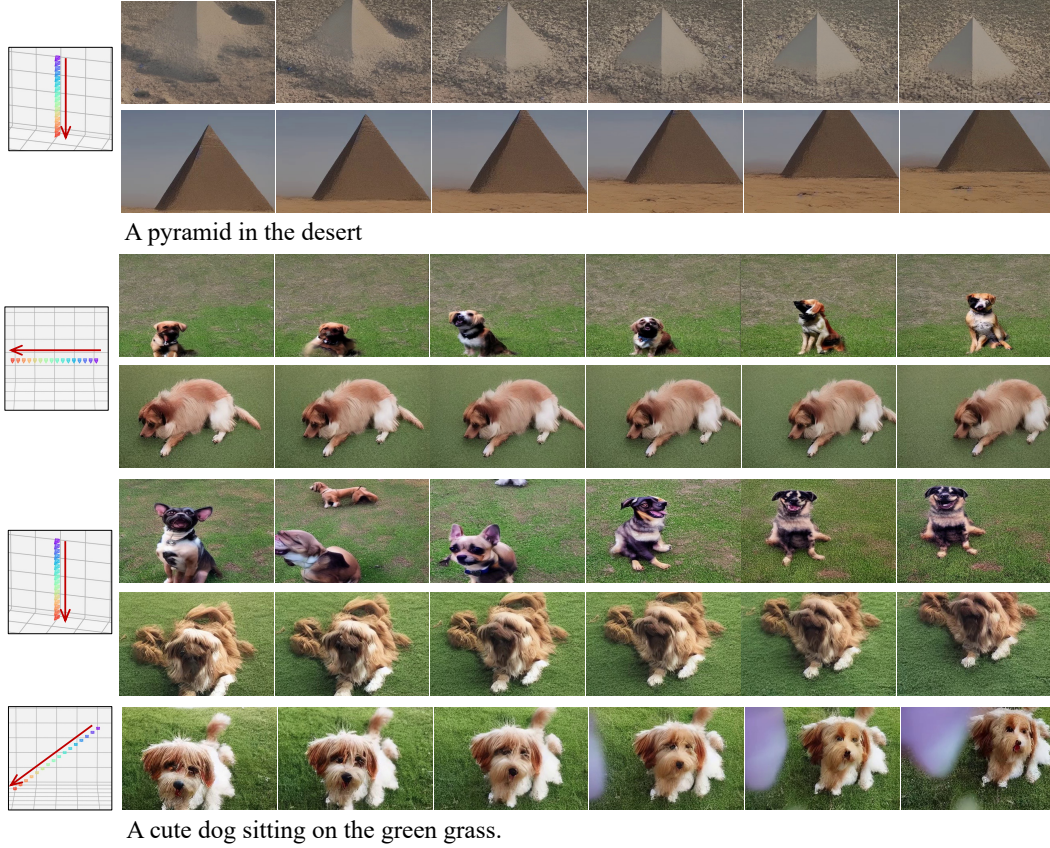 A pyramid in the desert
A cute dog sitting on the green grass.